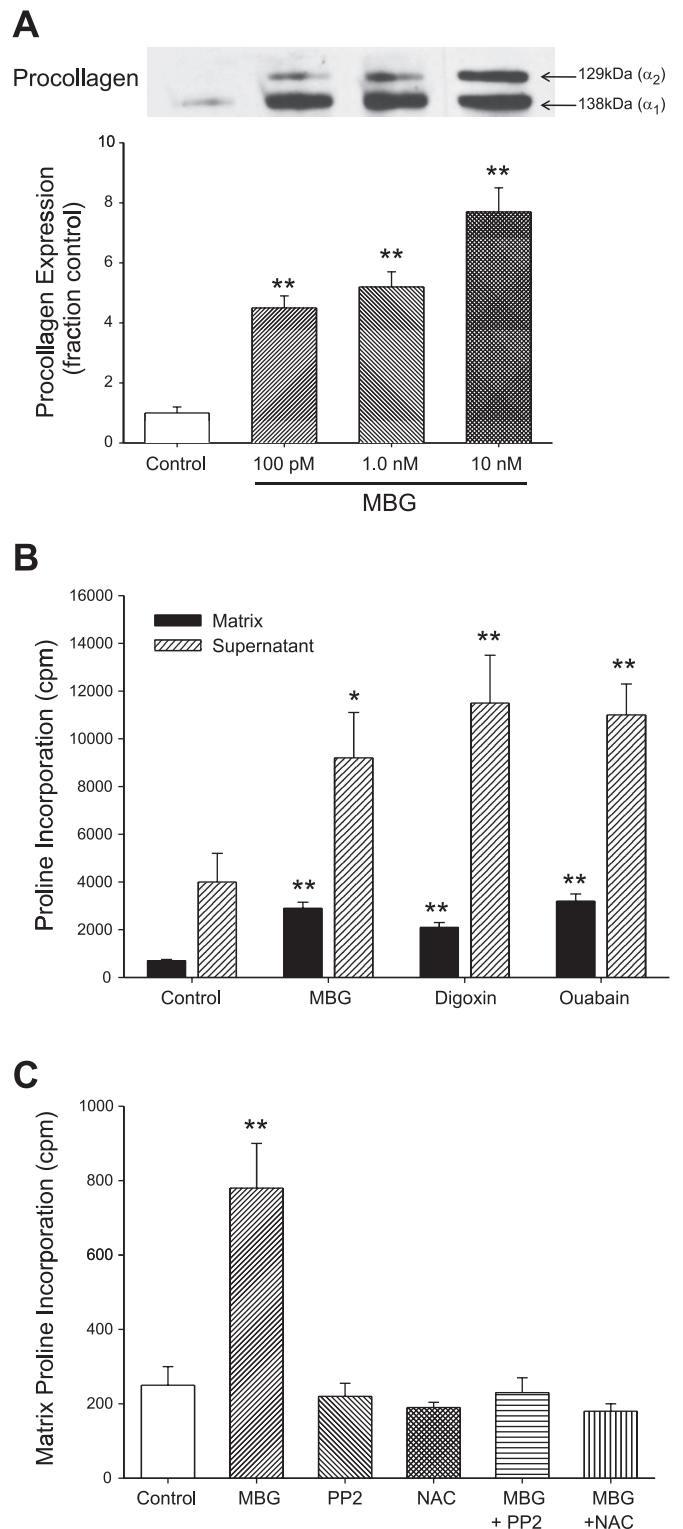 A
Procollagen
129kDa (α2)
138kDa (α1)
Procollagen Expression
(fraction control)
10
8
6
4
2
0
**
**
**
Control
100 pM
1.0 nM
10 nM
MBG
B
Proline Incorporation (cpm)
16000
14000
12000
10000
8000
6000
4000
2000
0
Matrix
Supernatant
**
*
**
**
**
**
Control
MBG
Digoxin
Ouabain
C
Matrix Proline Incorporation (cpm)
1000
800
600
400
200
0
**
Control
MBG
PP2
NAC
MBG
+ PP2
MBG
+NAC